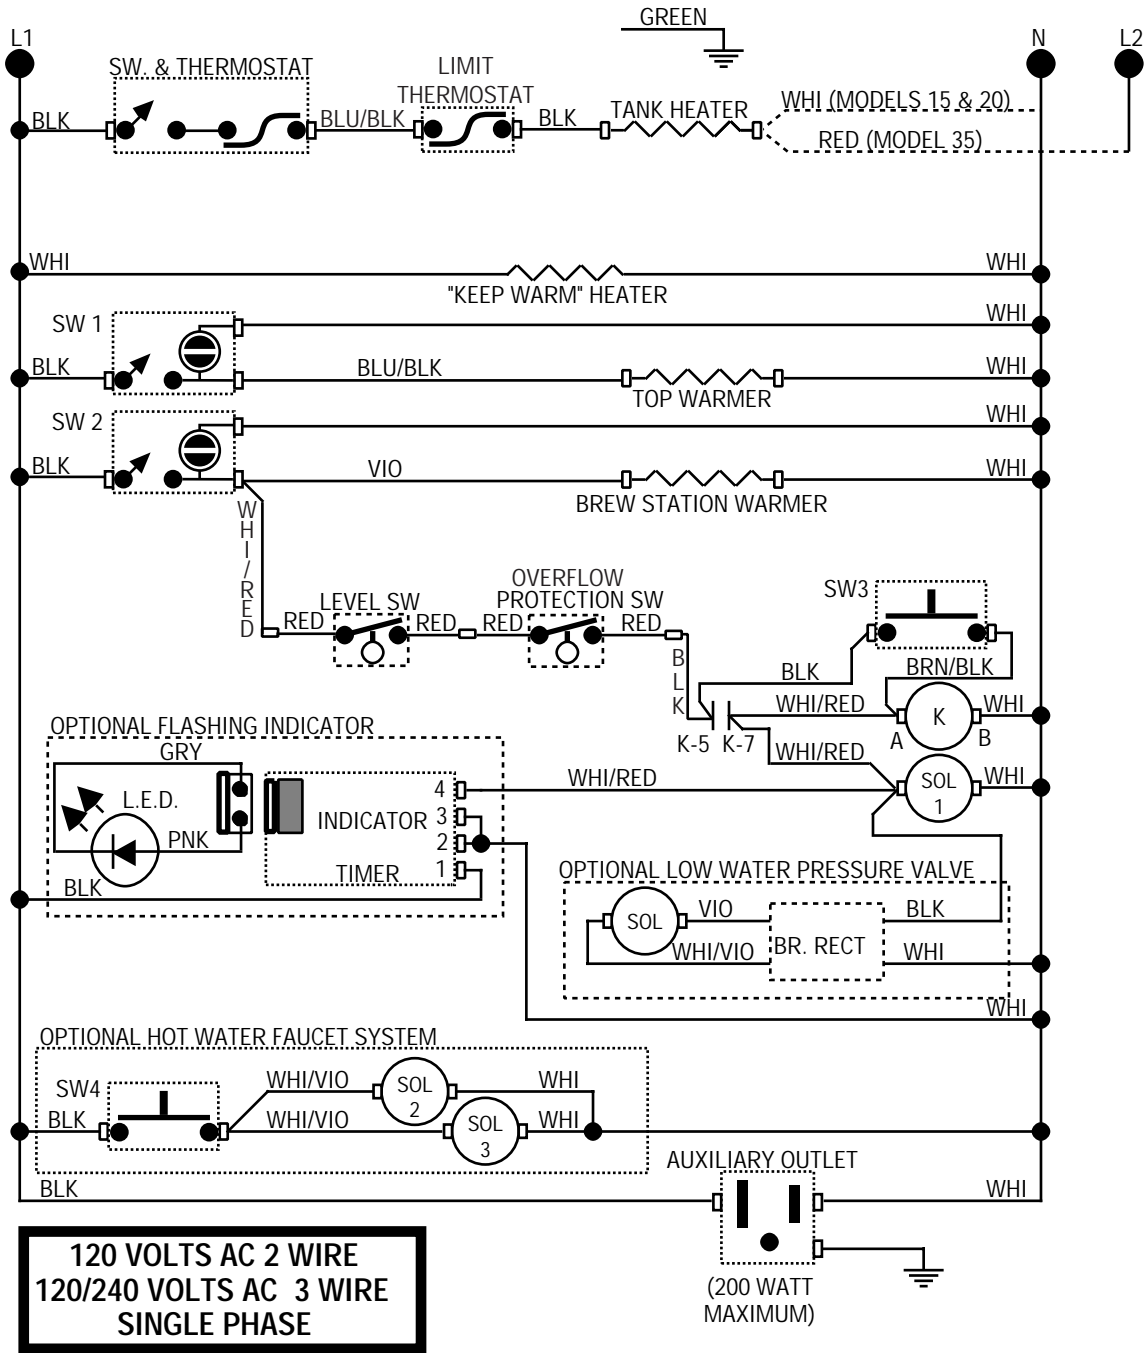 GREEN
L1
N
L2
SW. & THERMOSTAT
LIMIT
THERMOSTAT
BLK
BLU/BLK
BLK
TANK HEATER
WHI (MODELS 15 & 20)
RED (MODEL 35)
WHI
WHI
"KEEP WARM" HEATER
SW 1
WHI
BLK
BLU/BLK
WHI
TOP WARMER
SW 2
WHI
BLK
VIO
WHI
BREW STATION WARMER
WHI/RED
RED
LEVEL SW
RED
RED
OVERFLOW
PROTECTION SW
RED
SW3
BLK
BLK
BRN/BLK
WHI/RED
K
WHI
A
B
K-5
K-7
WHI/RED
SOL
1
WHI
OPTIONAL FLASHING INDICATOR
GRY
L.E.D.
PNK
INDICATOR
TIMER
4
3
2
1
WHI/RED
BLK
OPTIONAL LOW WATER PRESSURE VALVE
SOL
VIO
WHI/VIO
BR. RECT
BLK
WHI
WHI
OPTIONAL HOT WATER FAUCET SYSTEM
SW4
BLK
WHI/VIO
SOL
2
WHI
WHI/VIO
SOL
3
WHI
BLK
AUXILIARY OUTLET
WHI
(200 WATT
MAXIMUM)
120 VOLTS AC 2 WIRE
120/240 VOLTS AC 3 WIRE
SINGLE PHASE